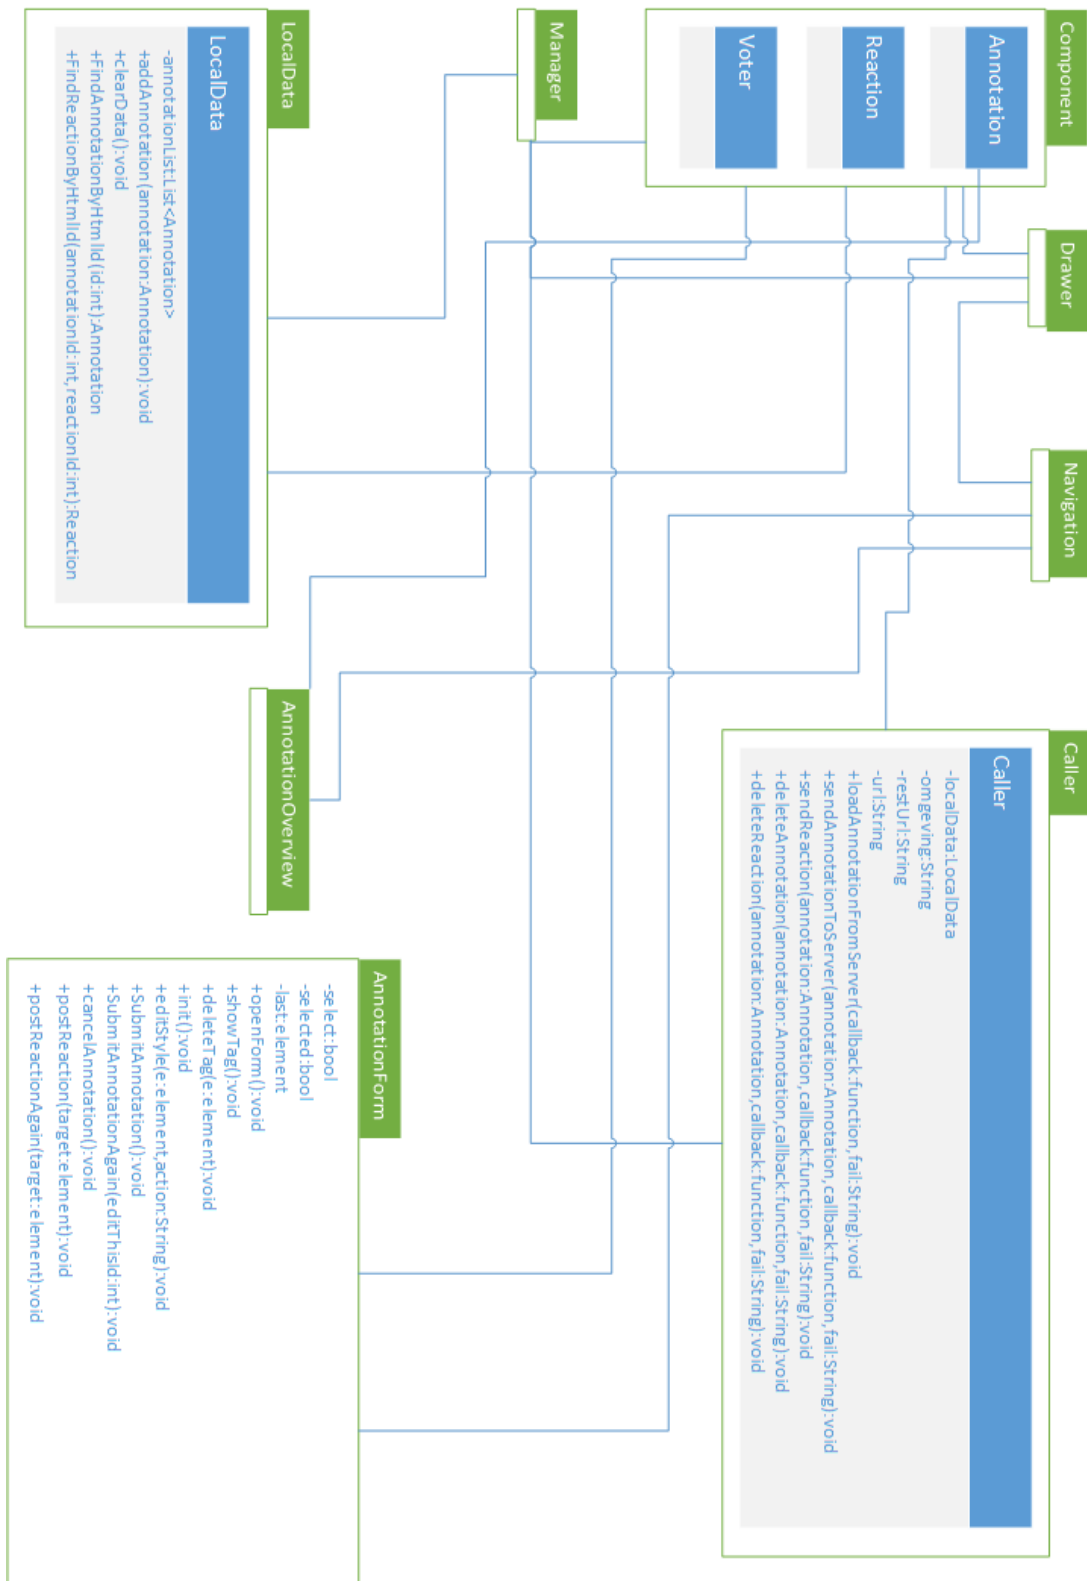 Component
Annotation
Reaction
Voter
Drawer
Navigation
Caller
Caller
-localData:LocalData
-omgeving:String
-restUrl:String
-url:String
+loadAnnotationFromServer(callback:function,fail:String):void
+sendAnnotationToServer(annotation:Annotation,callback:function,fail:String):void
+sendReaction(annotation:Annotation,callback:function,fail:String):void
+deleteAnnotation(annotation:Annotation,callback:function,fail:String):void
+deleteReaction(annotation:Annotation,callback:function,fail:String):void
Manager
LocalData
LocalData
-annotationList:List<Annotation>
+addAnnotation(annotation:Annotation):void
+clearData():void
+FindAnnotationByHtmlId(id:int):Annotation
+FindReactionByHtmlId(annotationId:int,reactionId:int):Reaction
AnnotationOverview
AnnotationForm
-select:bool
-selected:bool
-last:element
+openForm():void
+showTag():void
+deleteTag(e:element):void
+init():void
+editStyle(e:element,action:String):void
+SubmitAnnotation():void
+SubmitAnnotationAgain(editThisId:int):void
+cancelAnnotation():void
+postReaction(target:element):void
+postReactionAgain(target:element):void